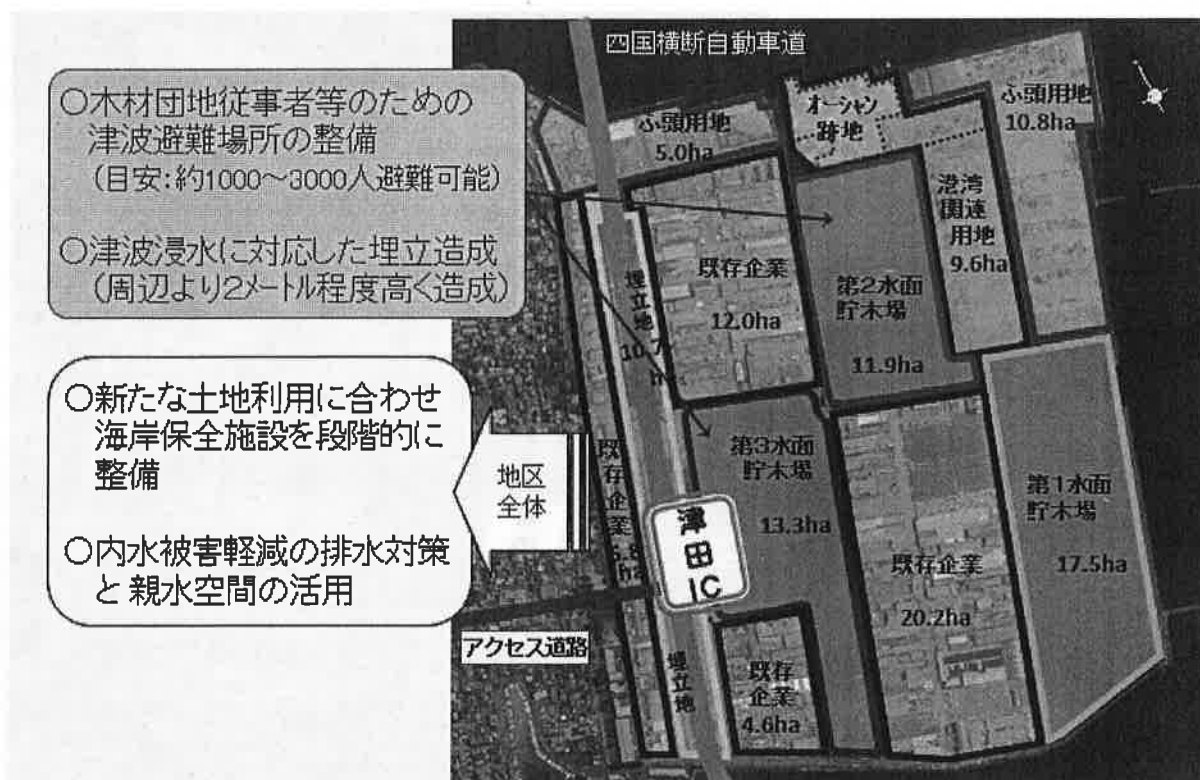 四国横断自動車道
○木材団地従事者等のための
津波避難場所の整備
(目安:約1000~3000人避難可能)
○津波浸水に対応した埋立造成
(周辺より2メートル程度高く造成)
○新たな土地利用に合わせ
海岸保全施設を段階的に
整備
○内水被害軽減の排水対策
と 親水空間の活用
地区
全体
ふ頭用地
5.0ha
オーシャン
跡地
ふ頭用地
10.8ha
港湾
関連
用地
9.6ha
既存企業
12.0ha
第2水面
貯木場
11.9ha
埋立地
既存企業
第3水面
貯木場
13.3ha
津田
IC
既存企業
20.2ha
第1水面
貯木場
17.5ha
アクセス道路
埋立地
既存
企業
4.6ha